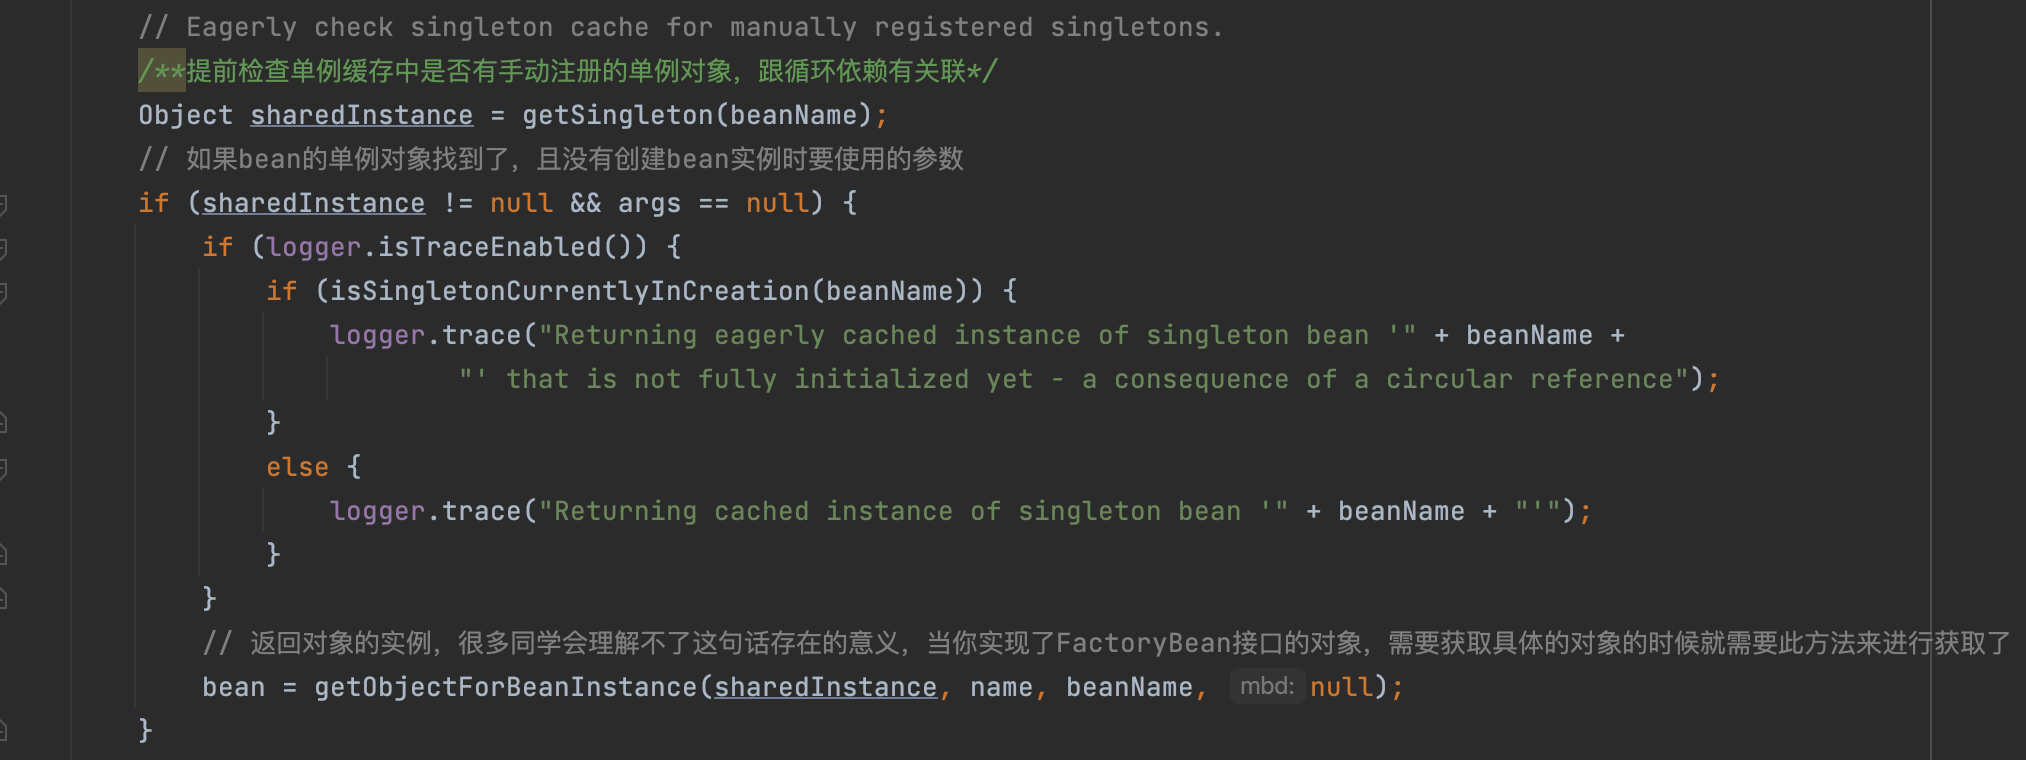 // Eagerly check singleton cache for manually registered singletons.
/**提前检查单例缓存中是否有手动注册的单例对象，跟循环依赖有关联*/
Object sharedInstance = getSingleton(beanName);
// 如果bean的单例对象找到了，且没有创建bean实例时要使用的参数
if (sharedInstance != null && args == null) {
if (logger.isTraceEnabled()) {
if (isSingletonCurrentlyInCreation(beanName)) {
logger.trace("Returning eagerly cached instance of singleton bean '" + beanName +
"' that is not fully initialized yet - a consequence of a circular reference");
}
else {
logger.trace("Returning cached instance of singleton bean '" + beanName + "'");
}
}
// 返回对象的实例，很多同学会理解不了这句话存在的意义，当你实现了FactoryBean接口的对象，需要获取具体的对象的时候就需要此方法来进行获取了
bean = getObjectForBeanInstance(sharedInstance, name, beanName, mbd: null);
}